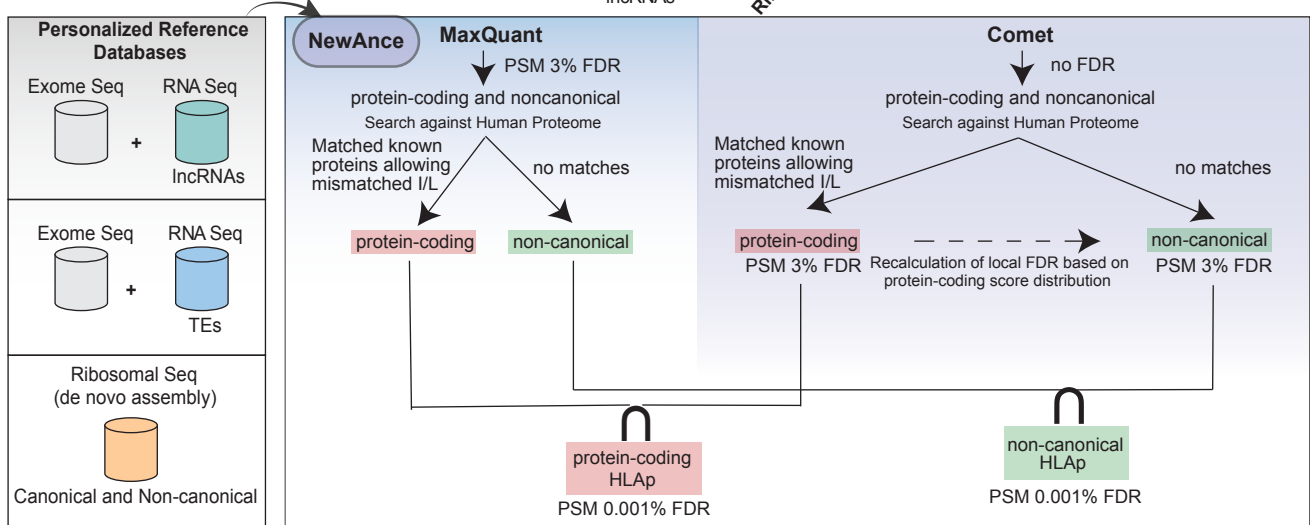 lncRNAs
Personalized Reference
Databases
Exome Seq
RNA Seq
+
lncRNAs
Exome Seq
RNA Seq
+
TEs
Ribosomal Seq
(de novo assembly)
Canonical and Non-canonical
NewAnce
MaxQuant
PSM 3% FDR
protein-coding and noncanonical
Search against Human Proteome
Matched known
proteins allowing
mismatched I/L
no matches
protein-coding
non-canonical
Comet
no FDR
protein-coding and noncanonical
Search against Human Proteome
Matched known
proteins allowing
mismatched I/L
no matches
protein-coding
PSM 3% FDR
Recalculation of local FDR based on
protein-coding score distribution
non-canonical
PSM 3% FDR
protein-coding
HLAp
PSM 0.001% FDR
non-canonical
HLAp
PSM 0.001% FDR